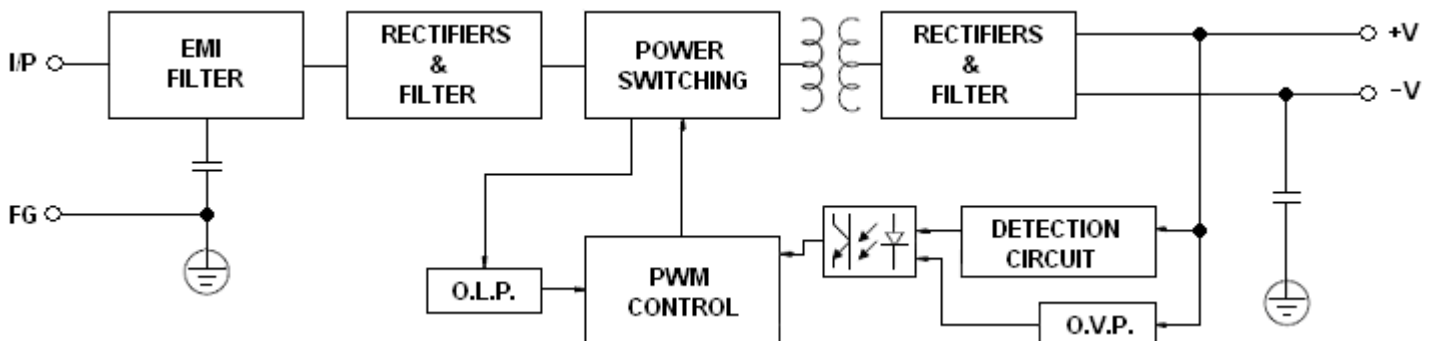 I/P
EMI
FILTER
RECTIFIERS
&
FILTER
POWER
SWITCHING
RECTIFIERS
&
FILTER
+V
−V
FG
O.L.P.
PWM
CONTROL
DETECTION
CIRCUIT
O.V.P.